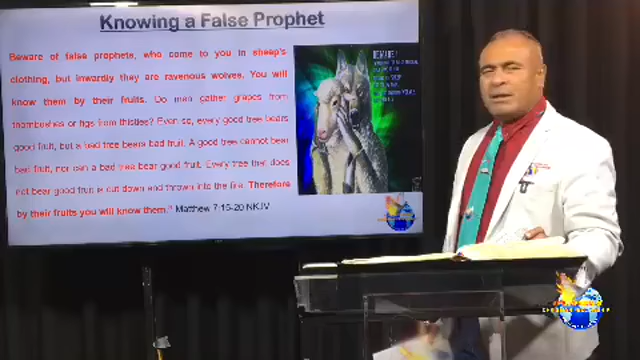 Knowing a False Prophet
Beware of false prophets, who come to you in sheep's
clothing, but inwardly they are ravenous wolves. You will
know them by their fruits. Do men gather grapes from
thornbushes or figs from thistles? Even so, every good tree bears
good fruit, but a bad tree bears bad fruit. A good tree cannot bear
bad fruit, nor can a bad tree bear good fruit. Every tree that does
not bear good fruit is cut down and thrown into the fire. Therefore
by their fruits you will know them." Matthew 7:15-20 NKJV
BEWARE!